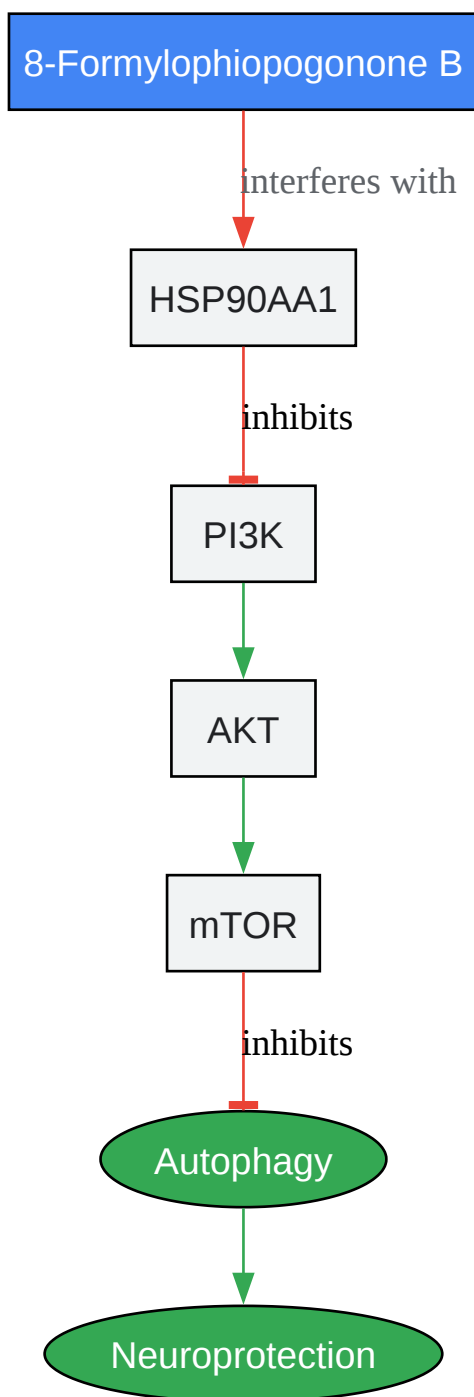 8-Formylophiopogonone B
interferes with
HSP90AA1
inhibits
PI3K
AKT
mTOR
inhibits
Autophagy
Neuroprotection